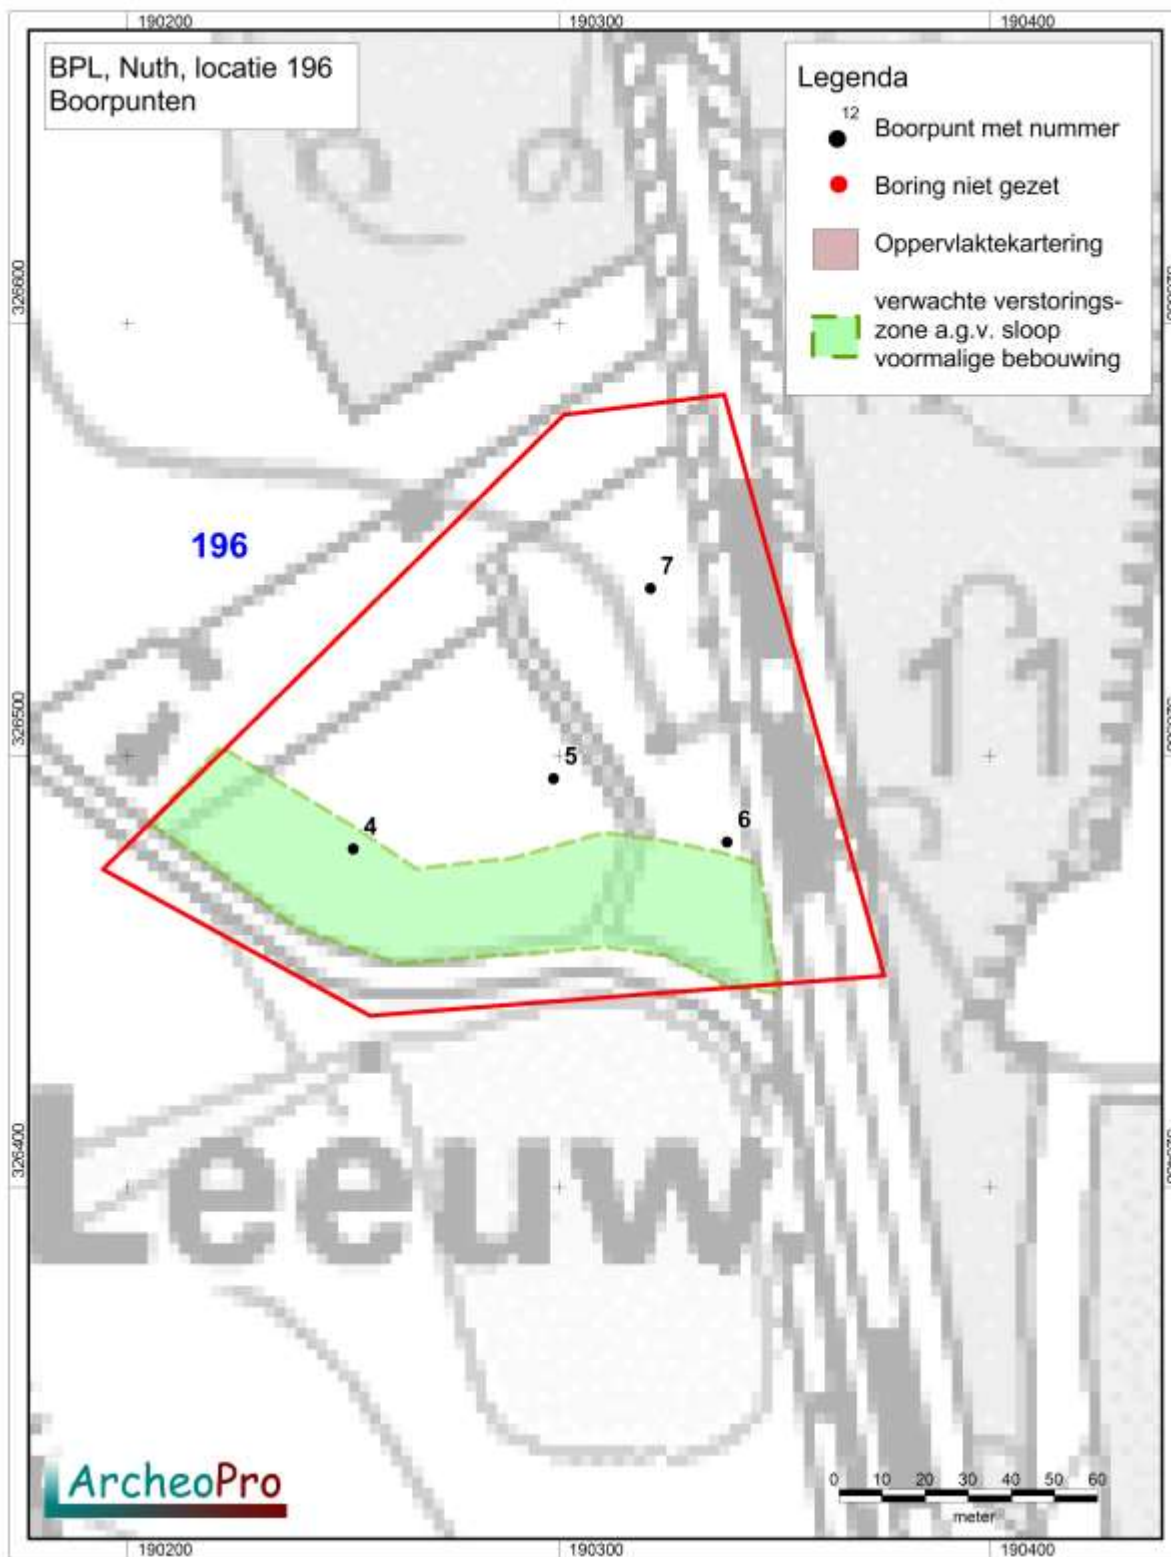 190200
190300
190400
BPL, Nuth, locatie 196
Boorpunten
Legenda
12
Boorpunt met nummer
Boring niet gezet
Oppervlaktekartering
verwachte verstorings-
zone a.g.v. sloop
voormalige bebouwing
326600
196
7
11
326500
5
4
6
326400
Leeuw.
ArcheoPro
0 10 20 30 40 50 60
meter
190200
190300
190400